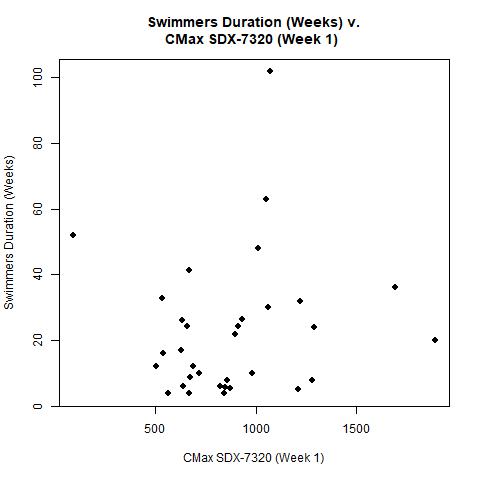 Swimmers Duration (Weeks) v.
CMax SDX-7320 (Week 1)
Swimmers Duration (Weeks)
100
80
60
40
20
0
500
1000
1500
CMax SDX-7320 (Week 1)